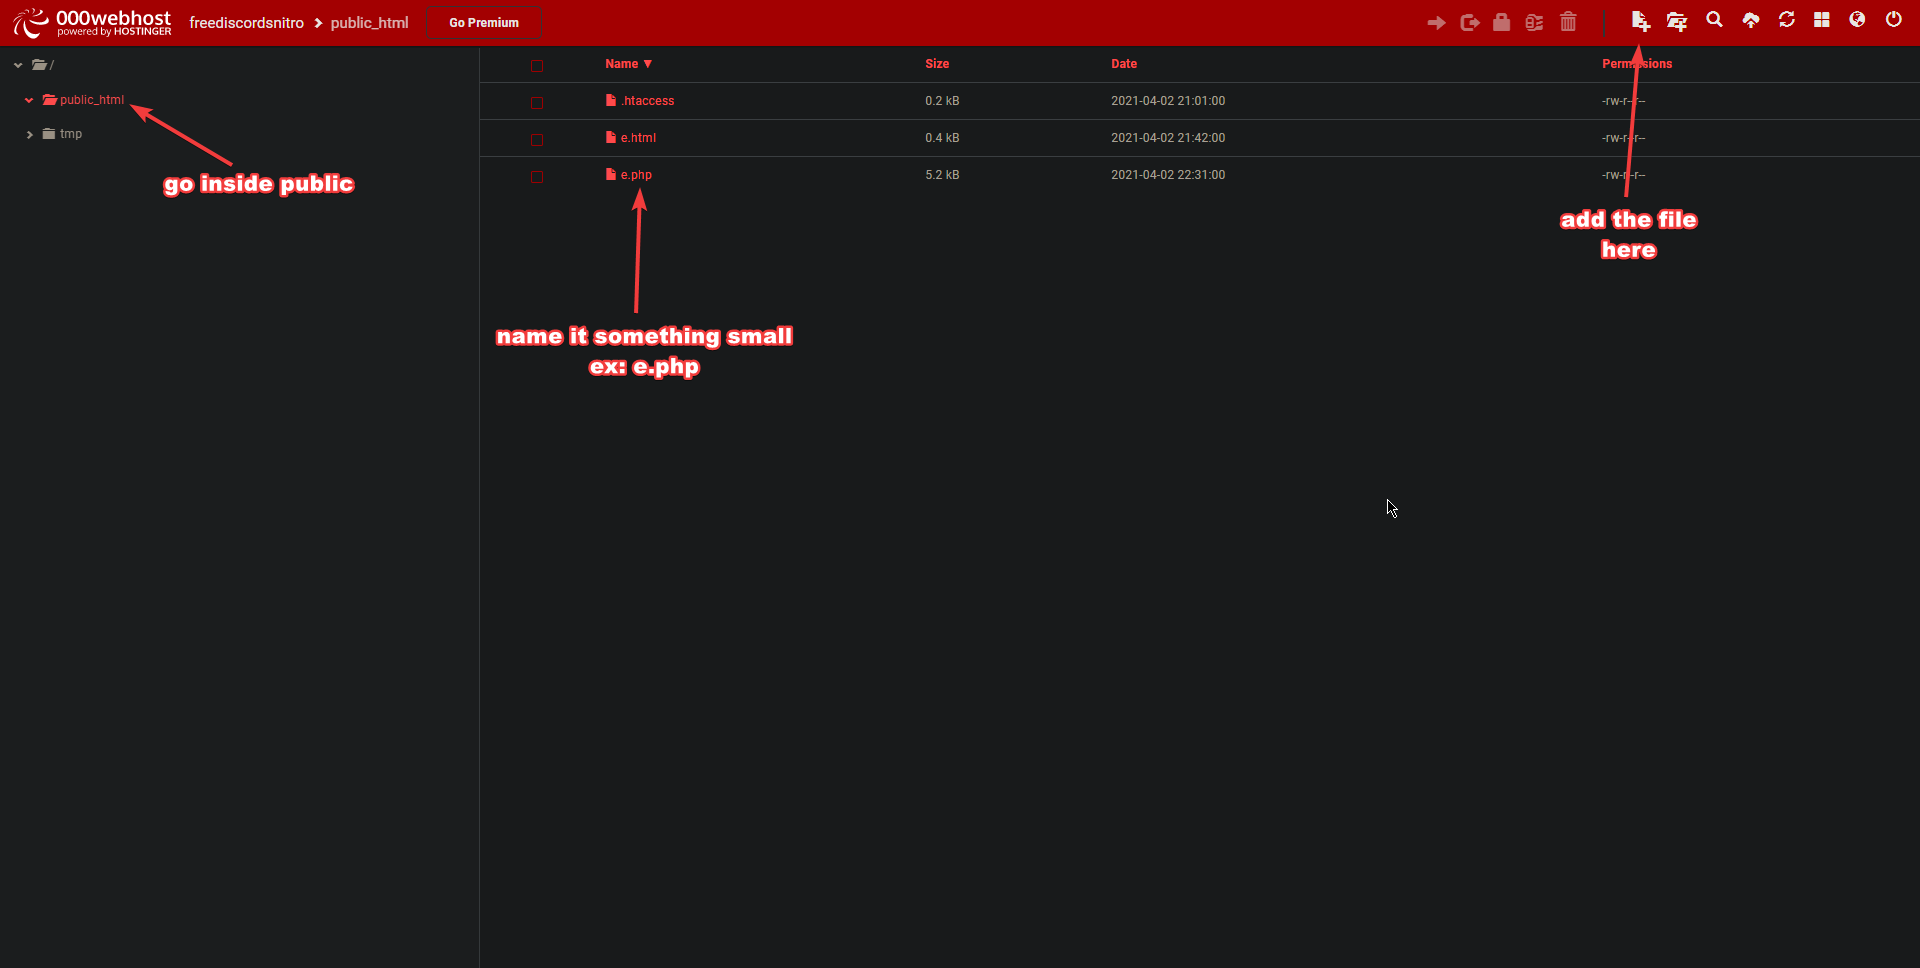 000webhost
powered by HOSTINGER
freediscordsnitro > public_html
Go Premium
/
public_html
tmp
go inside public
Name ▼ Size Date Permissions
.htaccess 0.2 kB 2021-04-02 21:01:00 -rw-r--r--
e.html 0.4 kB 2021-04-02 21:42:00 -rw-r--r--
e.php 5.2 kB 2021-04-02 22:31:00 -rw-r--r--
add the file
here
name it something small
ex: e.php